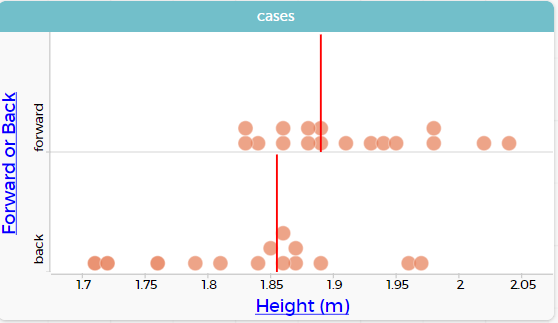 cases
Forward or Back
forward
back
1.7 1.75 1.8 1.85 1.9 1.95 2 2.05
Height (m)